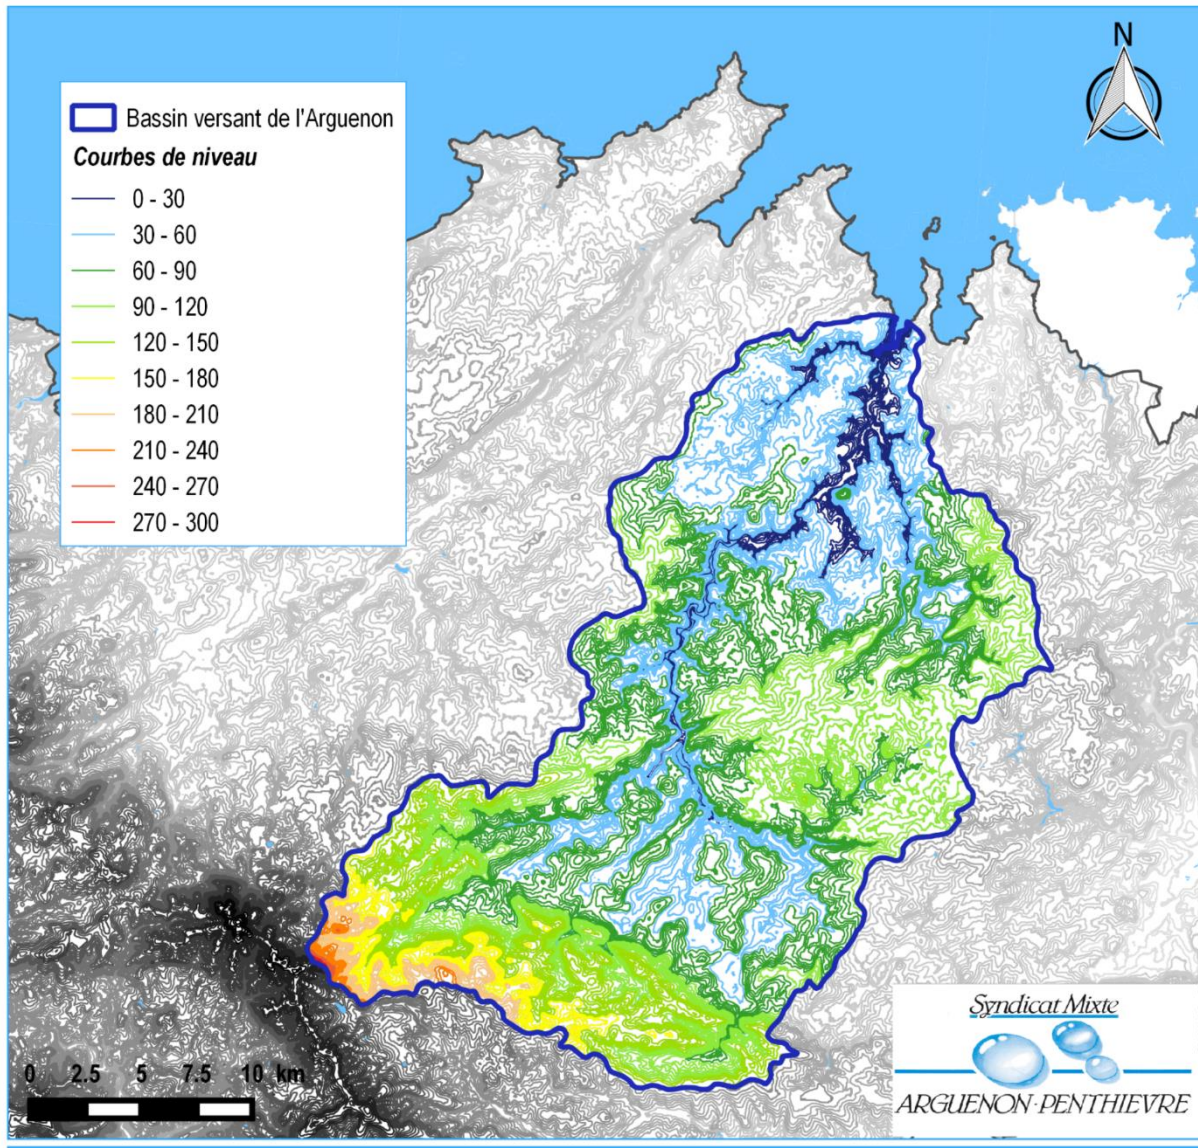 N
Bassin versant de l'Arguenon
Courbes de niveau
0 - 30
30 - 60
60 - 90
90 - 120
120 - 150
150 - 180
180 - 210
210 - 240
240 - 270
270 - 300
0 2.5 5 7.5 10 km
Syndicat Mixte
ARGUENON-PENTHIEVRE